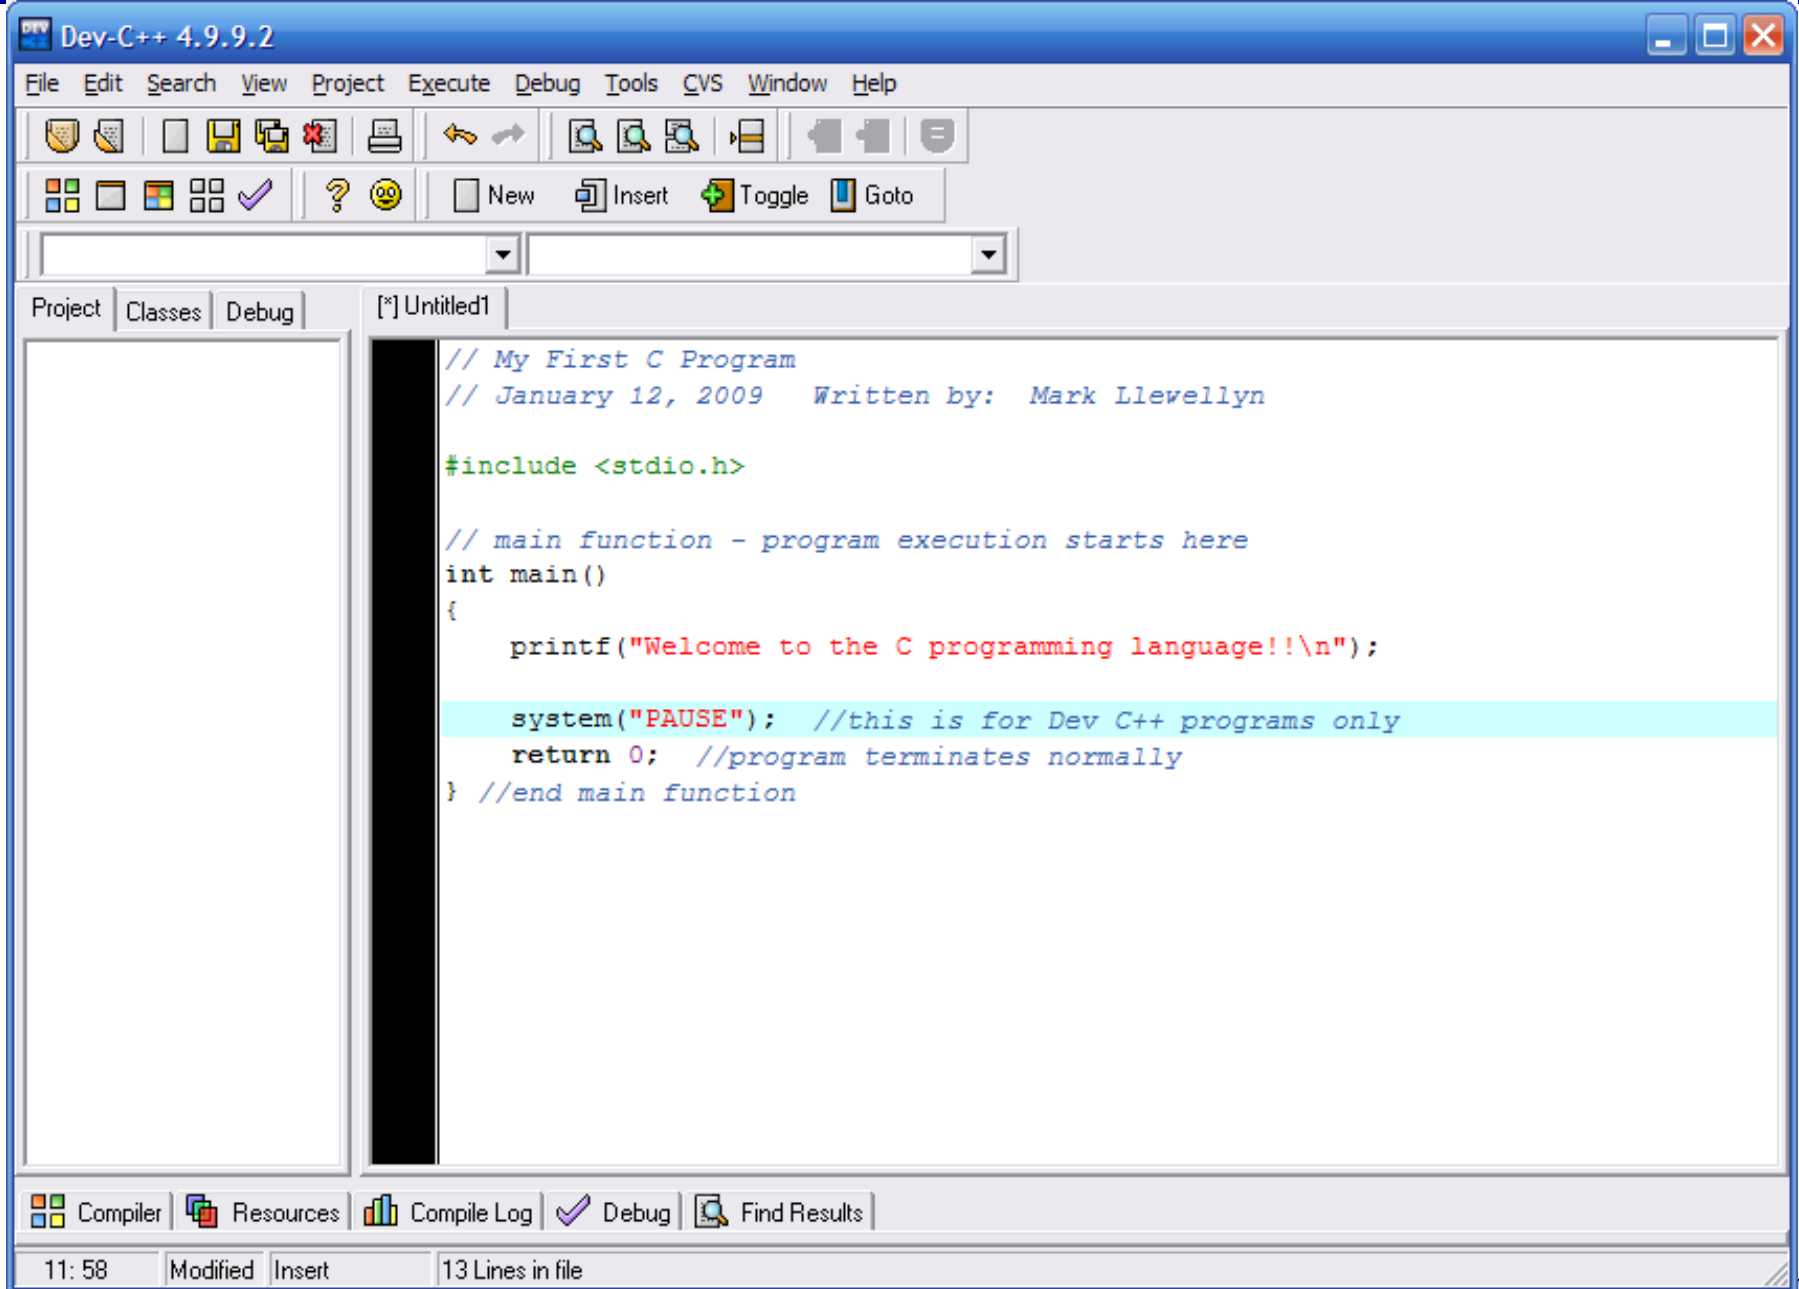 Dev-C++ 4.9.9.2
File Edit Search View Project Execute Debug Tools CVS Window Help
New Insert Toggle Goto
Project Classes Debug [*] Untitled1
// My First C Program
// January 12, 2009   Written by:  Mark Llewellyn
#include <stdio.h>
// main function - program execution starts here
int main()
{
    printf("Welcome to the C programming language!!\n");
    system("PAUSE");  //this is for Dev C++ programs only
    return 0;  //program terminates normally
} //end main function
Compiler Resources Compile Log Debug Find Results
11: 58 Modified Insert 13 Lines in file